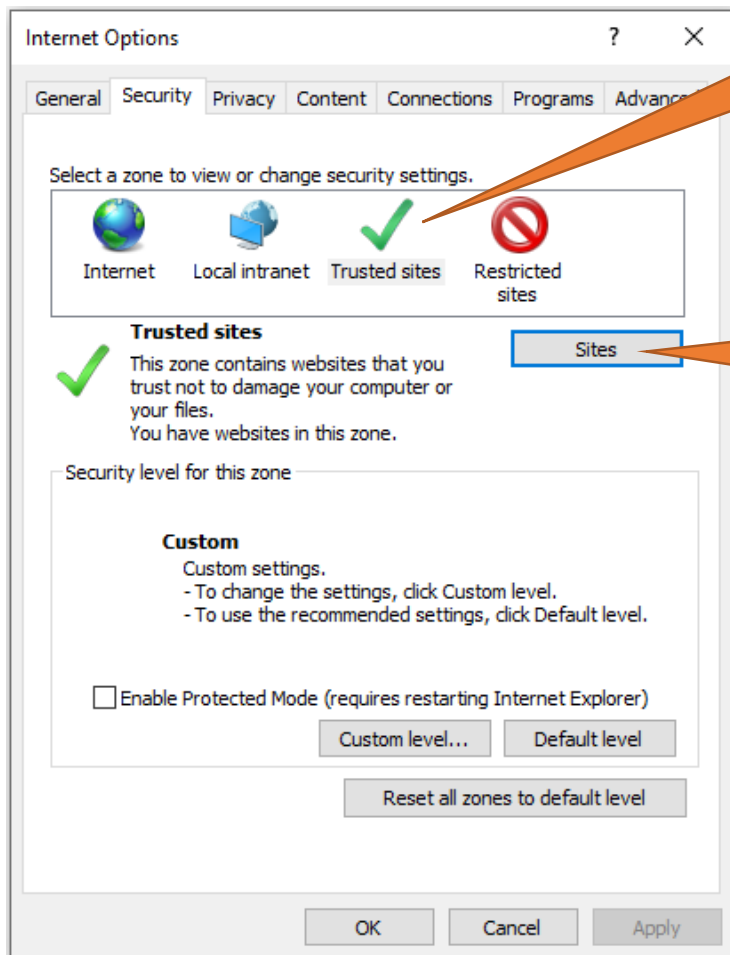 Internet Options ? ✕
General Security Privacy Content Connections Programs Advanced
Select a zone to view or change security settings.
Internet Local intranet Trusted sites Restricted
sites
Trusted sites
Sites
This zone contains websites that you
trust not to damage your computer or
your files.
You have websites in this zone.
Security level for this zone
Custom
Custom settings.
- To change the settings, click Custom level.
- To use the recommended settings, click Default level.
Enable Protected Mode (requires restarting Internet Explorer)
Custom level... Default level
Reset all zones to default level
OK Cancel Apply